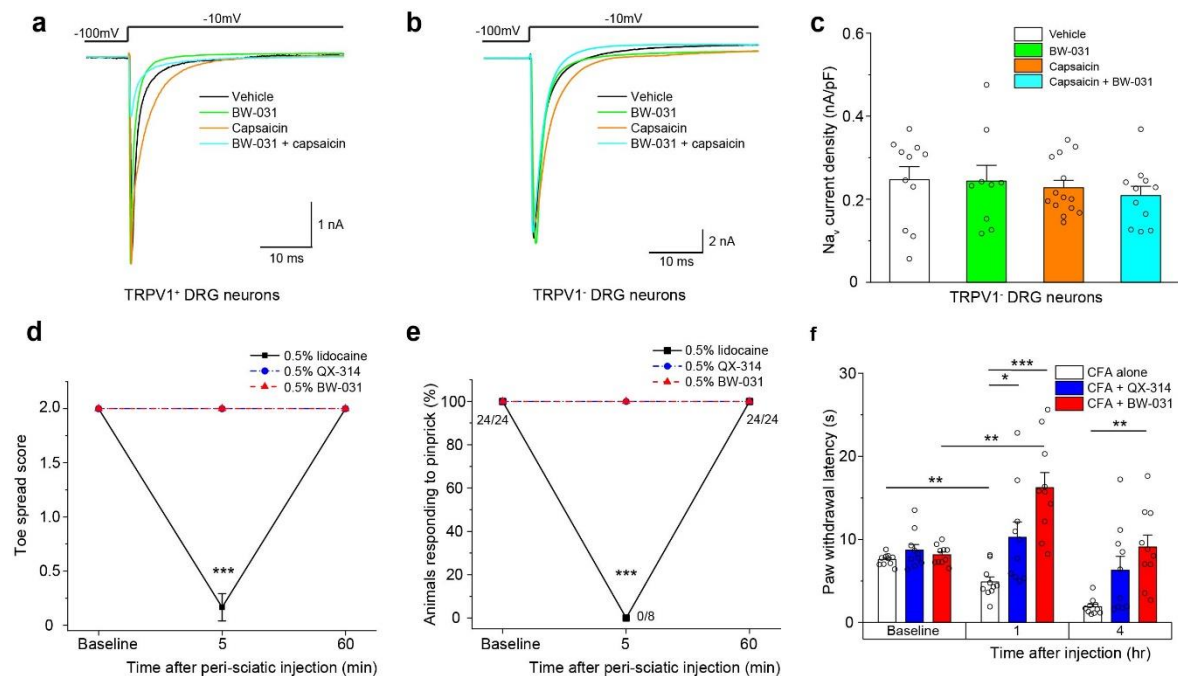 a
-10mV
-100mV
Vehicle
BW-031
Capsaicin
BW-031 + capsaicin
1 nA
10 ms
TRPV1⁺ DRG neurons
b
-10mV
-100mV
Vehicle
BW-031
Capsaicin
BW-031 + capsaicin
2 nA
10 ms
TRPV1⁻ DRG neurons
c
Vehicle
BW-031
Capsaicin
Capsaicin + BW-031
Naᵥ current density (nA/pF)
0.6
0.4
0.2
0
TRPV1⁻ DRG neurons
d
0.5% lidocaine
0.5% QX-314
0.5% BW-031
Toe spread score
2.0
1.5
1.0
0.25
0
***
Baseline
5
60
Time after peri-sciatic injection (min)
e
0.5% lidocaine
0.5% QX-314
0.5% BW-031
Animals responding to pinprick (%)
100
80
60
40
20
0
24/24
24/24
***
0/8
Baseline
5
60
Time after peri-sciatic injection (min)
f
CFA alone
CFA + QX-314
CFA + BW-031
Paw withdrawal latency (s)
30
20
10
0
***
*
**
**
**
Baseline
1
4
Time after injection (hr)